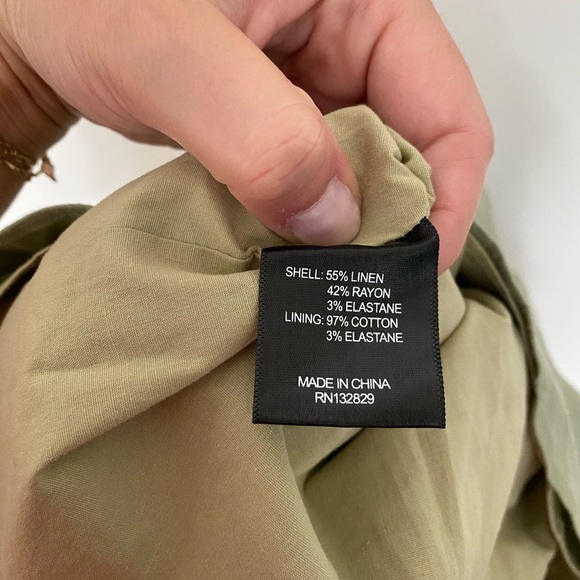 SHELL: 55% LINEN
42% RAYON
3% ELASTANE
LINING: 97% COTTON
3% ELASTANE
MADE IN CHINA
RN132829